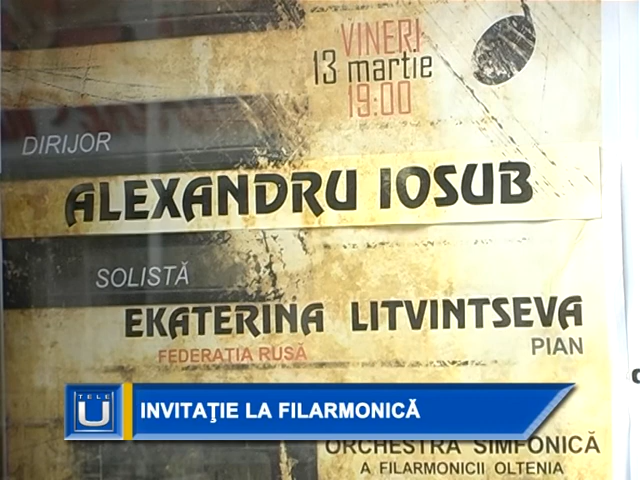 VINERI
13 martie
19:00
DIRIJOR
ALEXANDRU IOSUB
SOLISTĂ
EKATERINA LITVINTSEVA
FEDERAŢIA RUSĂ
PIAN
TELE
U
INVITAŢIE LA FILARMONICĂ
ORCHESTRA SIMFONICĂ
A FILARMONICII OLTENIA